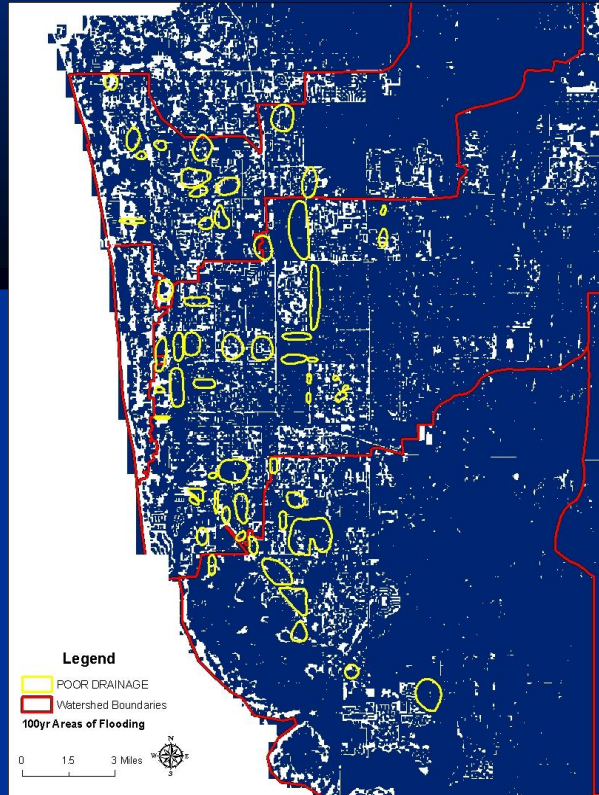 Legend
POOR DRAINAGE
Watershed Boundaries
100yr Areas of Flooding
0 1.5 3 Miles
N
W E
S